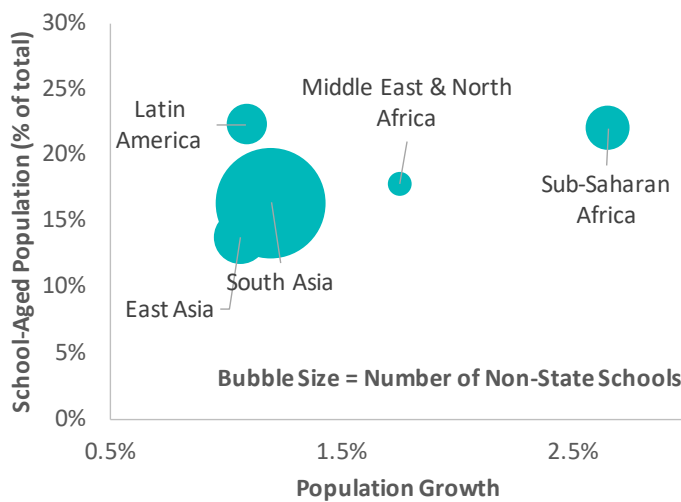 School-Aged Population (% of total)
30%
25%
20%
15%
10%
5%
0%
Latin
America
Middle East & North
Africa
Sub-Saharan
Africa
South Asia
East Asia
Bubble Size = Number of Non-State Schools
0.5%
1.5%
2.5%
Population Growth